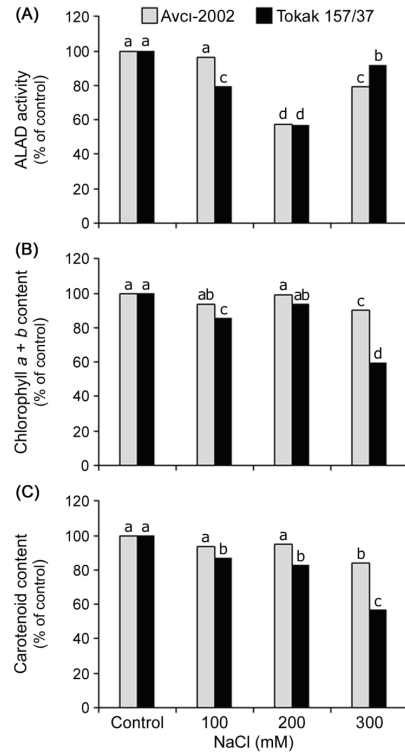 (A)
Avcı-2002 Tokak 157/37
ALAD activity
(% of control)
120
100
80
60
40
20
0
a a
a c
d d
c b
(B)
Chlorophyll a + b content
(% of control)
120
100
80
60
40
20
0
a a
ab c
a ab
c d
(C)
Carotenoid content
(% of control)
120
100
80
60
40
20
0
a a
a b
a b
b c
Control 100 200 300
NaCl (mM)